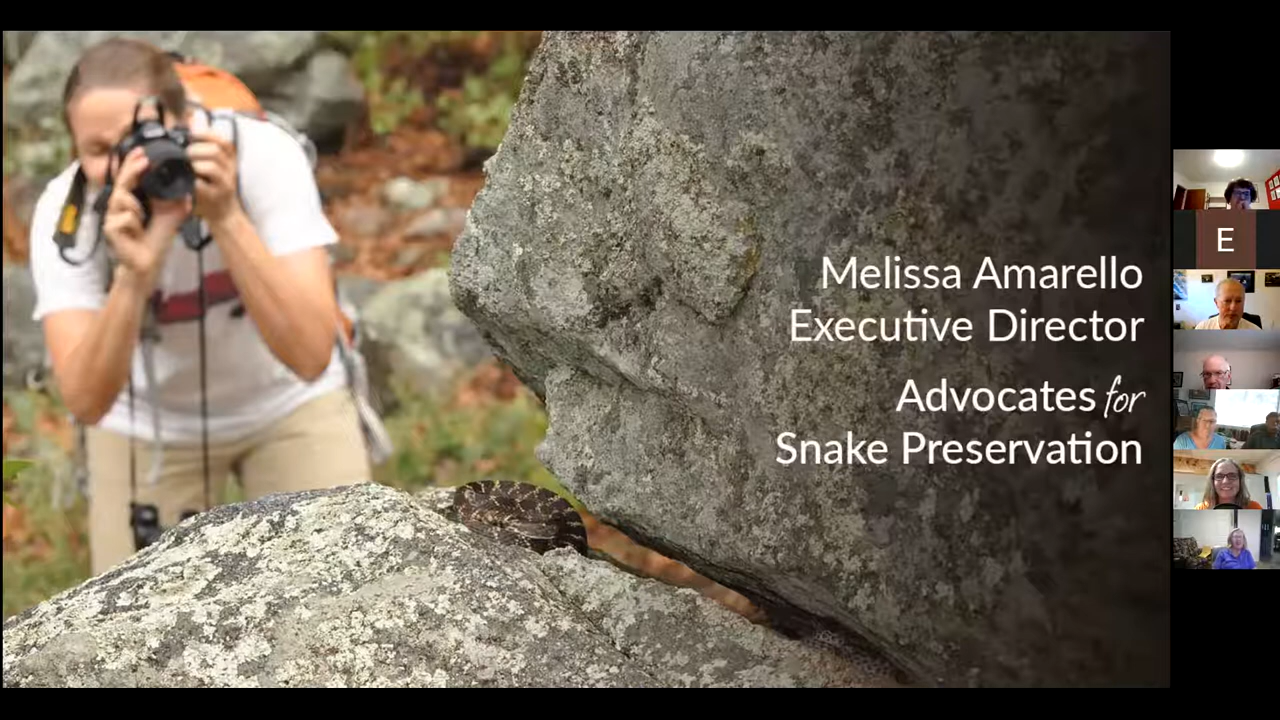 Melissa Amarello
Executive Director
Advocates for
Snake Preservation
E